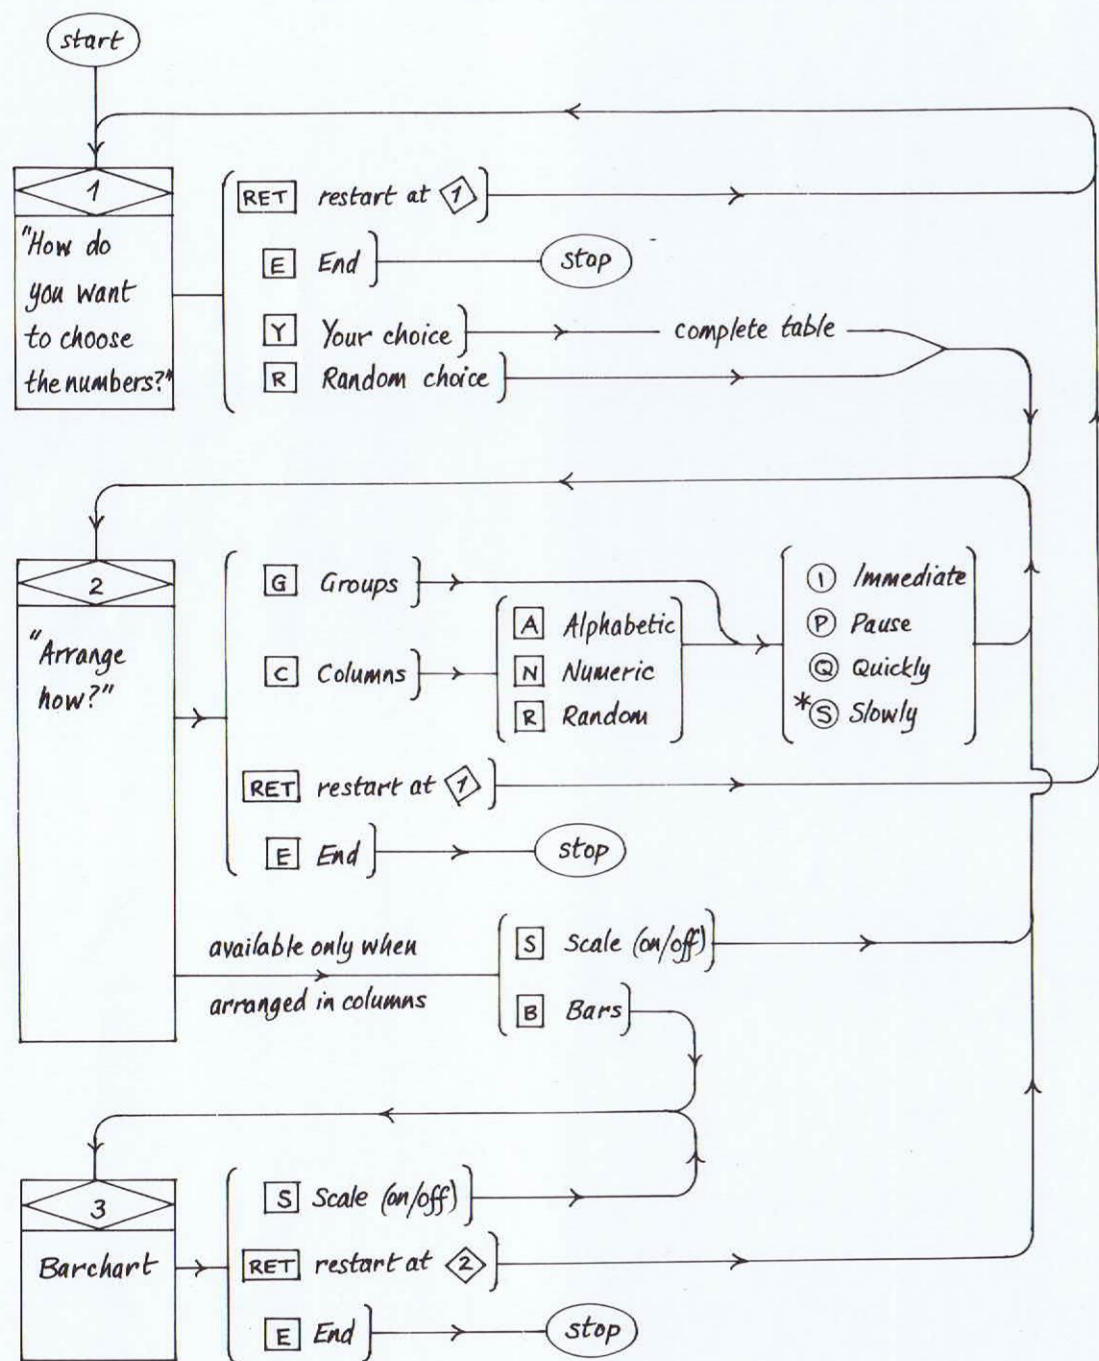 start
1
"How do
you want
to choose
the numbers?"
RET restart at 1
E End
stop
Y Your choice
complete table
R Random choice
2
"Arrange
how?"
G Groups
C Columns
A Alphabetic
N Numeric
R Random
I Immediate
P Pause
Q Quickly
*S Slowly
RET restart at 1
E End
stop
available only when
arranged in columns
S Scale (on/off)
B Bars
3
Barchart
S Scale (on/off)
RET restart at 2
E End
stop